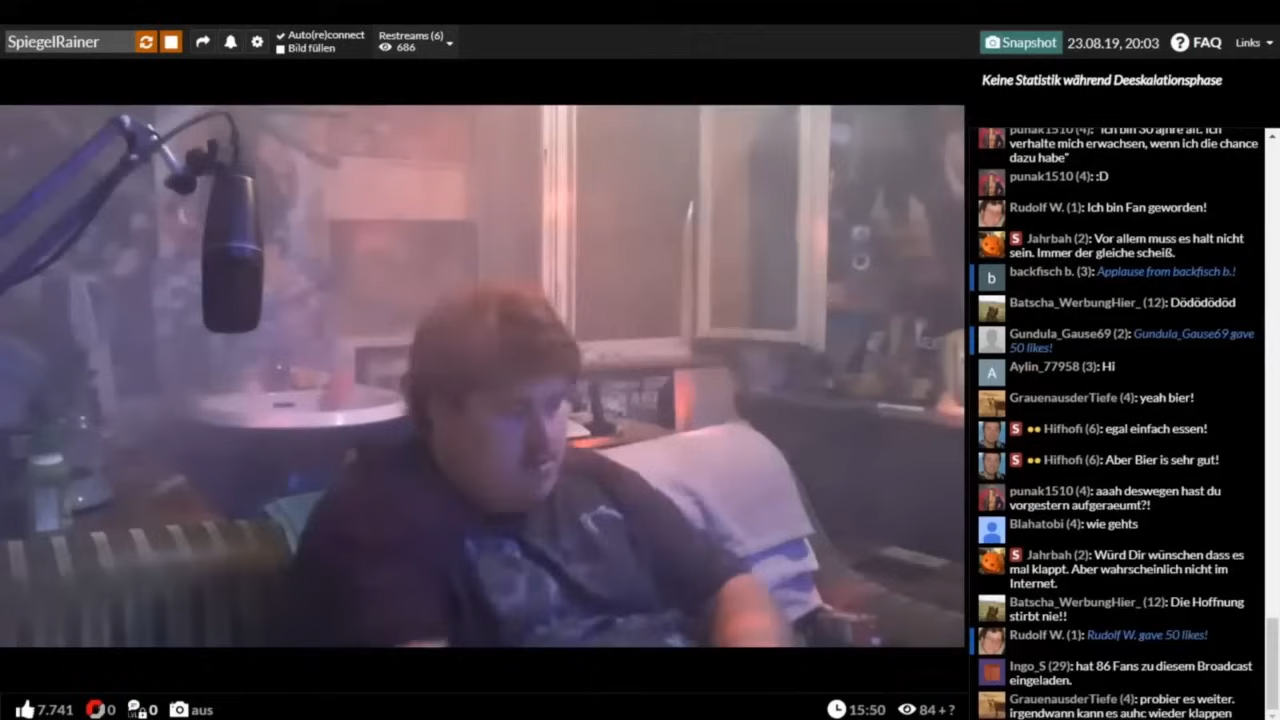 SpiegelRainer
Auto(re)connect
Bild füllen
Restreams (6)
686
Snapshot
23.08.19, 20:03
FAQ
Links
Keine Statistik während Deeskalationsphase
punak1510 (4): "Ich bin 30 ajhre alt. Ich
verhalte mich erwachsen, wenn ich die chance
dazu habe"
punak1510 (4): :D
Rudolf W. (1): Ich bin Fan geworden!
S Jahrbah (2): Vor allem muss es halt nicht
sein. Immer der gleiche scheiß.
b
backfisch b. (3): Applause from backfisch b.!
Batscha_WerbungHier_ (12): Dödödödöd
Gundula_Gause69 (2): Gundula_Gause69 gave
50 likes!
A
Aylin_77958 (3): Hi
GrauenausderTiefe (4): yeah bier!
S Hifhofi (6): egal einfach essen!
S Hifhofi (6): Aber Bier is sehr gut!
punak1510 (4): aaah deswegen hast du
vorgestern aufgeraeumt?!
Blahatobi (4): wie gehts
S Jahrbah (2): Würd Dir wünschen dass es
mal klappt. Aber wahrscheinlich nicht im
Internet.
Batscha_WerbungHier_ (12): Die Hoffnung
stirbt nie!!
Rudolf W. (1): Rudolf W. gave 50 likes!
Ingo_S (29): hat 86 Fans zu diesem Broadcast
eingeladen.
GrauenausderTiefe (4): probier es weiter.
irgendwann kann es auhc wieder klappen
7.741
0
0
aus
15:50
84 + ?